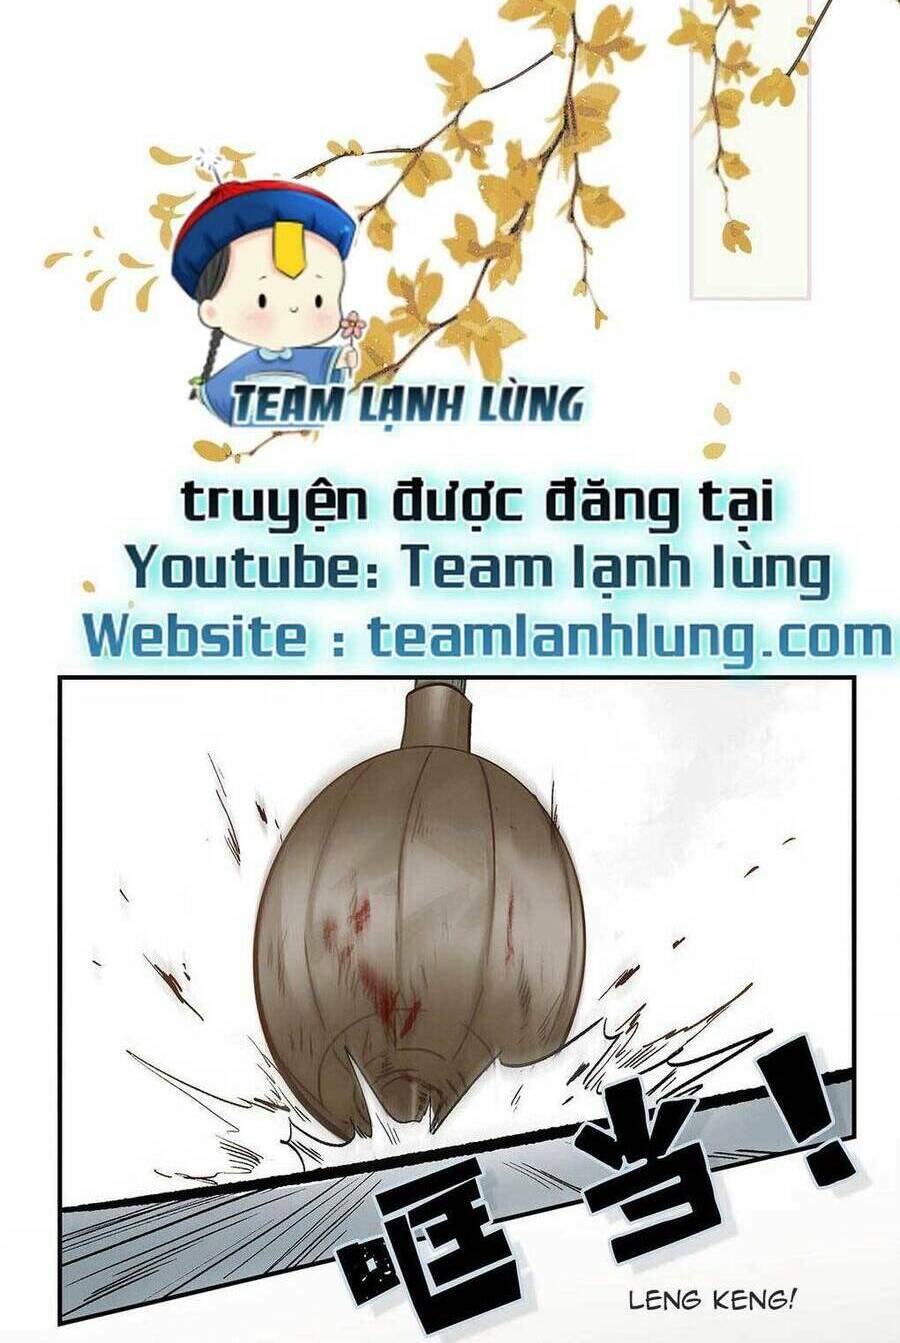 TEAM LẠNH LÙNG
truyện được đăng tại
Youtube: Team lạnh lùng
Website : teamlanhlung.com
哐当！
LENG KENG!